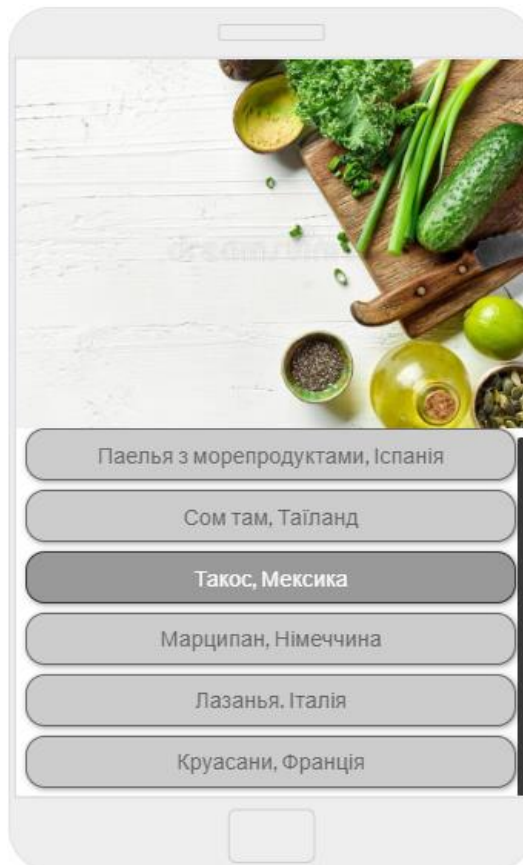 Паелья з морепродуктами, Іспанія
Сом там, Таїланд
Такос, Мексика
Марципан, Німеччина
Лазанья. Італія
Круасани, Франція